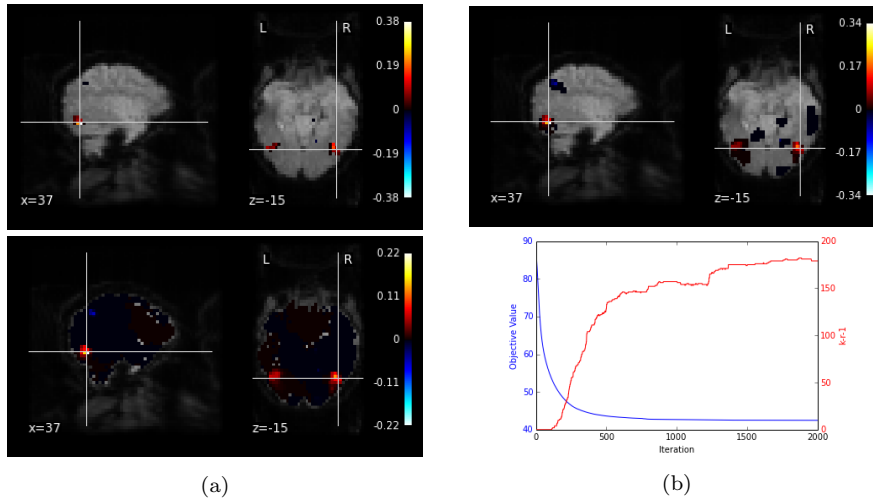 L R
0.38
0.19
0
-0.19
-0.38
x=37 z=-15
L R
0.34
0.17
0
-0.17
-0.34
x=37 z=-15
L R
0.22
0.11
0
-0.11
-0.22
x=37 z=-15
90
80
70
60
50
40
Objective Value
200
150
100
50
0
k-r-1
0 500 1000 1500 2000
Iteration
(a) (b)